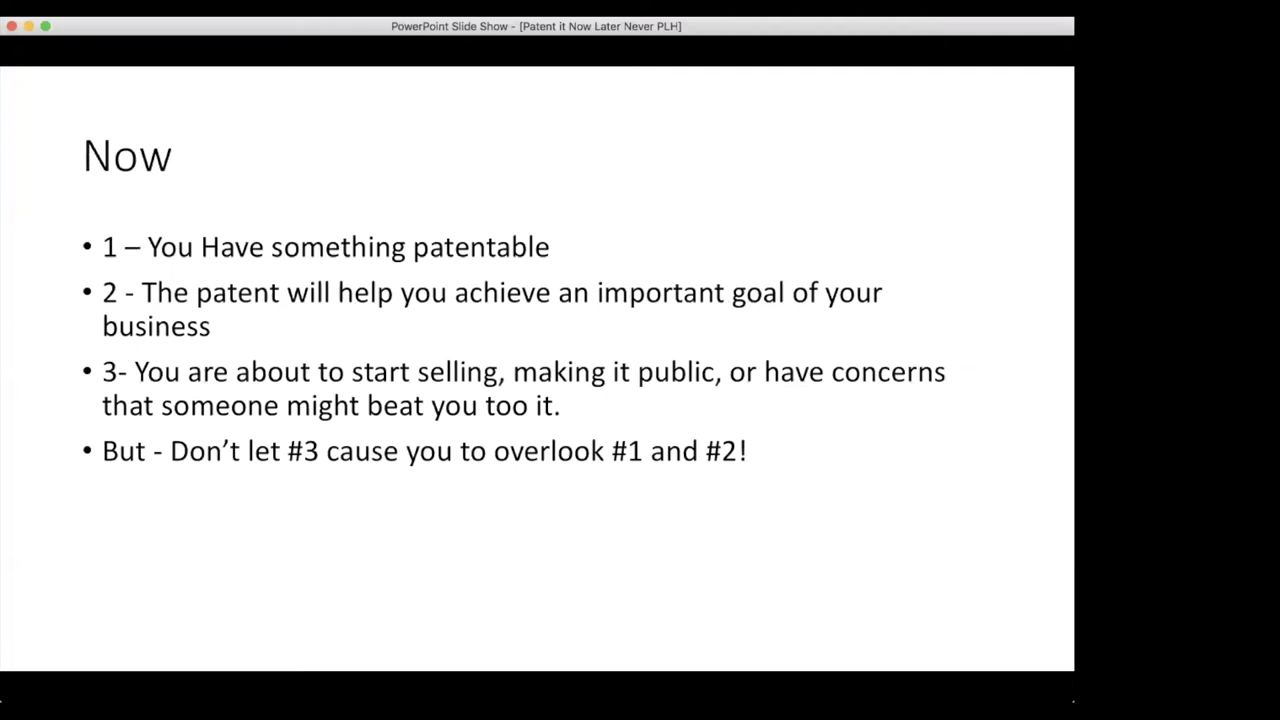 PowerPoint Slide Show - [Patent it Now Later Never PLH]
Now
• 1 – You Have something patentable
• 2 - The patent will help you achieve an important goal of your
business
• 3- You are about to start selling, making it public, or have concerns
that someone might beat you too it.
• But - Don’t let #3 cause you to overlook #1 and #2!